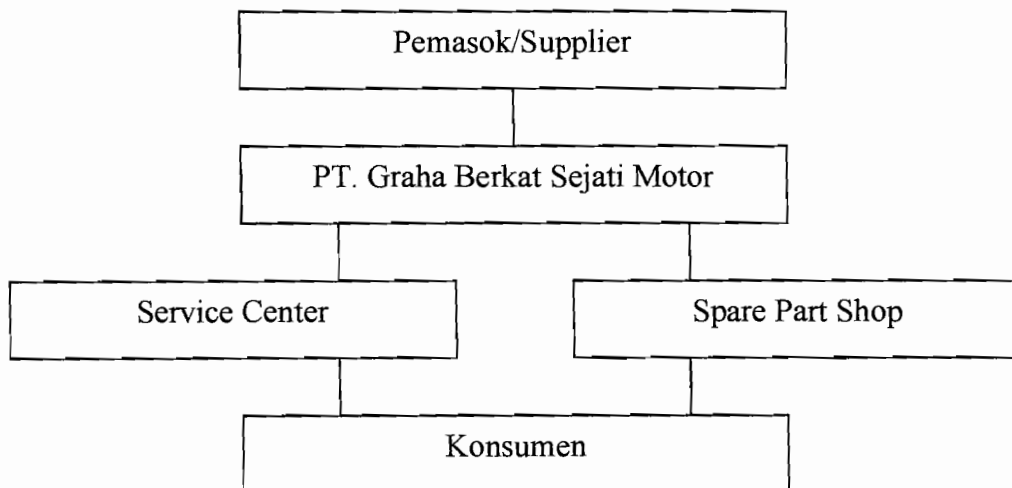 Pemasok/Supplier
PT. Graha Berkat Sejati Motor
Service Center
Spare Part Shop
Konsumen